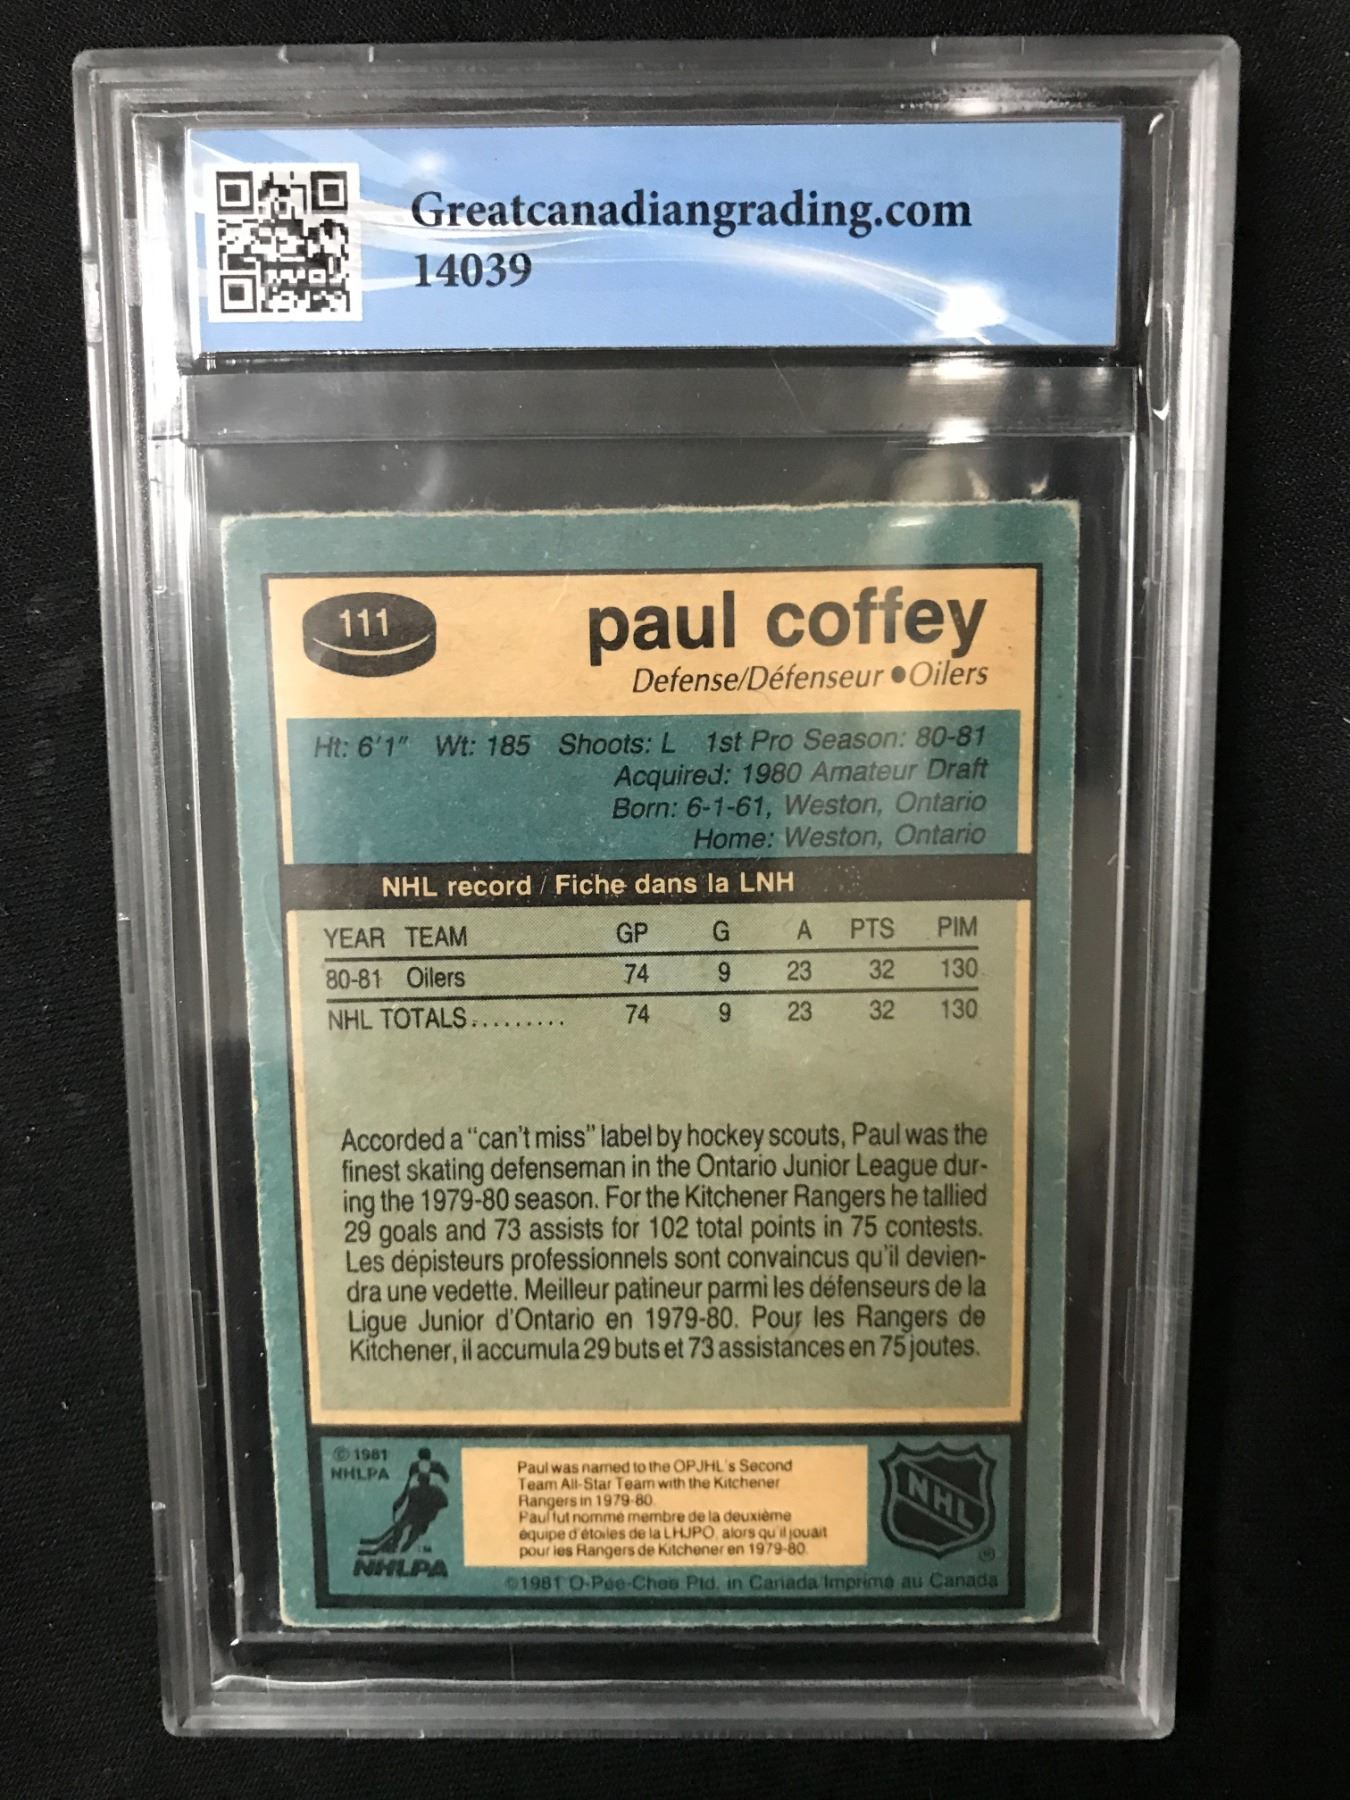 Greatcanadiangrading.com
14039
111
paul coffey
Defense/Défenseur ● Oilers
Ht: 6'1" Wt: 185 Shoots: L 1st Pro Season: 80-81
Acquired: 1980 Amateur Draft
Born: 6-1-61, Weston, Ontario
Home: Weston, Ontario
NHL record / Fiche dans la LNH
YEAR TEAM GP G A PTS PIM
80-81 Oilers 74 9 23 32 130
NHL TOTALS......... 74 9 23 32 130
Accorded a "can't miss" label by hockey scouts, Paul was the
finest skating defenseman in the Ontario Junior League dur-
ing the 1979-80 season. For the Kitchener Rangers he tallied
29 goals and 73 assists for 102 total points in 75 contests.
Les dépisteurs professionnels sont convaincus qu'il devien-
dra une vedette. Meilleur patineur parmi les défenseurs de la
Ligue Junior d'Ontario en 1979-80. Pour les Rangers de
Kitchener, il accumula 29 buts et 73 assistances en 75 joutes.
© 1981
NHLPA
TM
NHLPA
Paul was named to the OPJHL's Second
Team All-Star Team with the Kitchener
Rangers in 1979-80.
Paul fut nommé membre de la deuxième
équipe d'étoiles de la LHJPO, alors qu'il jouait
pour les Rangers de Kitchener en 1979-80.
NHL
®
©1981 O-Pee-Chee Ptd. in Canada/Imprimé au Canada